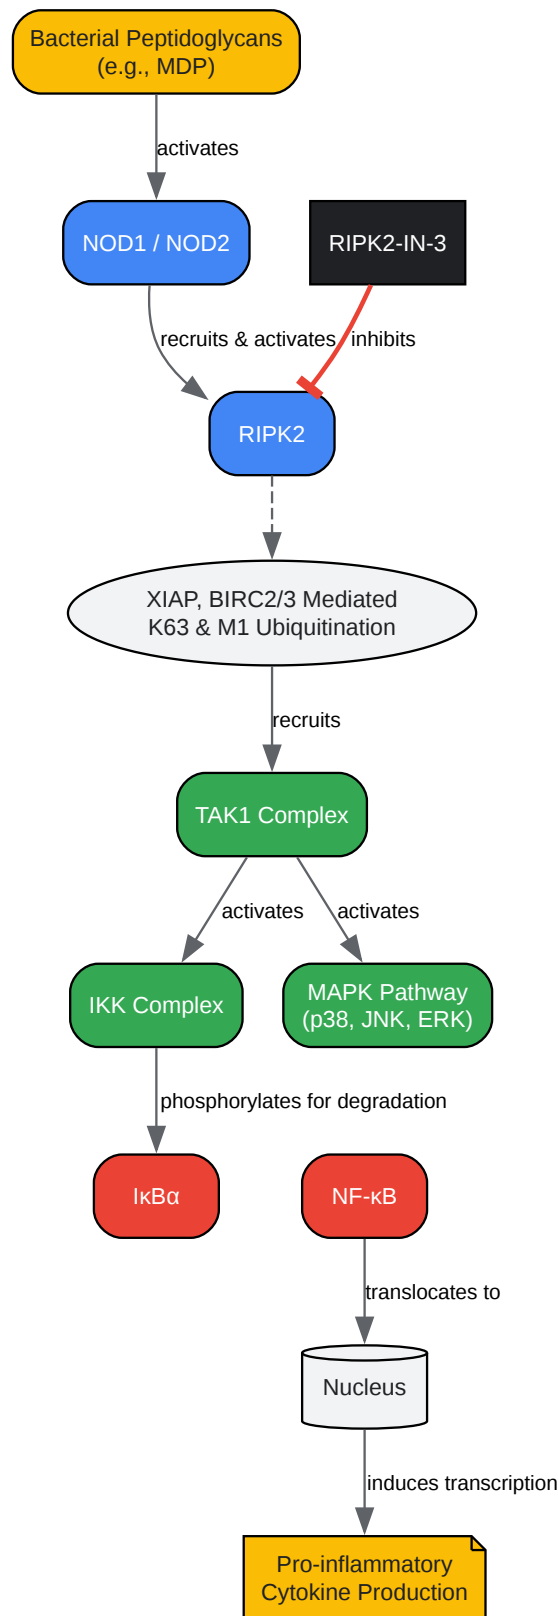 Bacterial Peptidoglycans
(e.g., MDP)
activates
NOD1 / NOD2
RIPK2-IN-3
recruits & activates
inhibits
RIPK2
XIAP, BIRC2/3 Mediated
K63 & M1 Ubiquitination
recruits
TAK1 Complex
activates
activates
IKK Complex
MAPK Pathway
(p38, JNK, ERK)
phosphorylates for degradation
IκBα
NF-κB
translocates to
Nucleus
induces transcription
Pro-inflammatory
Cytokine Production